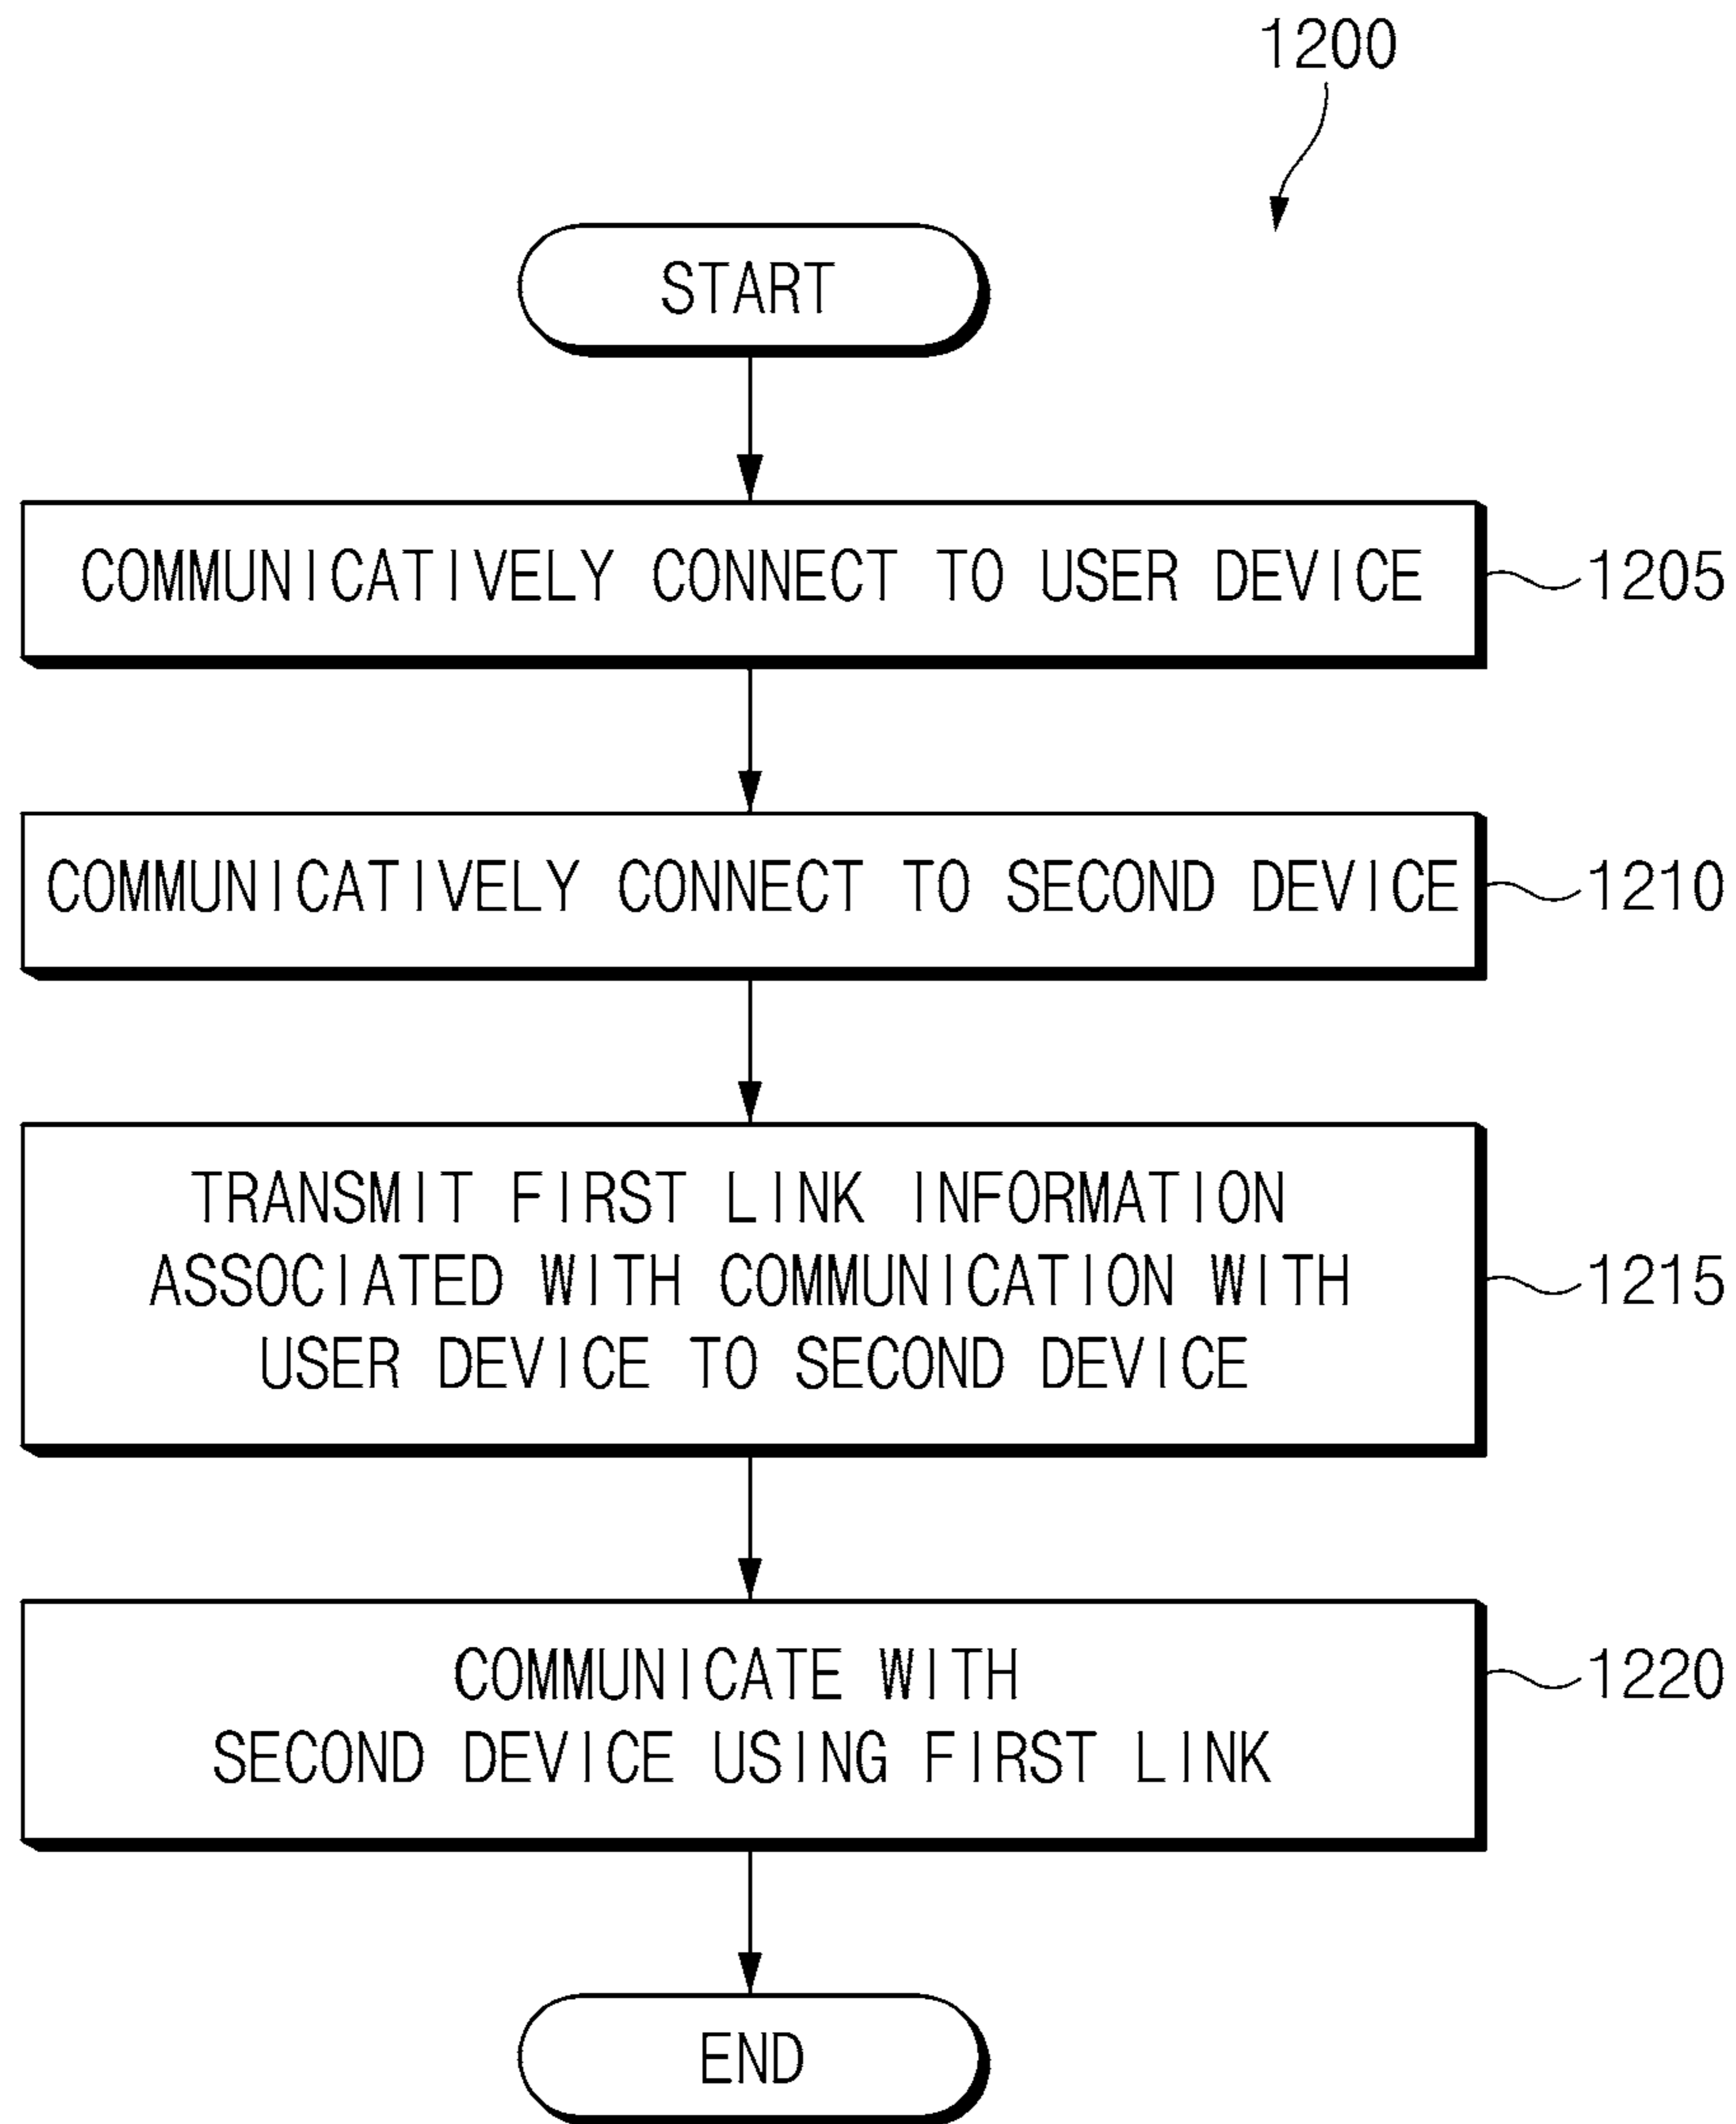 1200
START
COMMUNICATIVELY CONNECT TO USER DEVICE
1205
COMMUNICATIVELY CONNECT TO SECOND DEVICE
1210
TRANSMIT FIRST LINK INFORMATION
ASSOCIATED WITH COMMUNICATION WITH
USER DEVICE TO SECOND DEVICE
1215
COMMUNICATE WITH
SECOND DEVICE USING FIRST LINK
1220
END